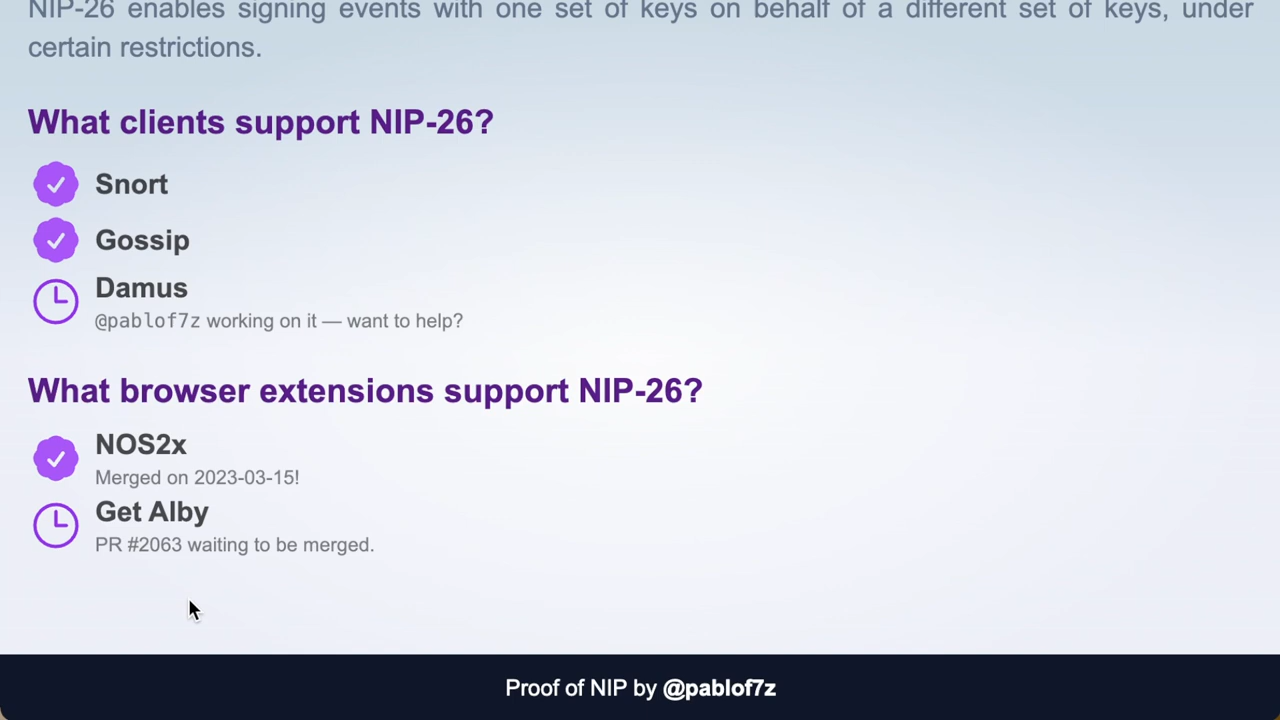 NIP-26 enables signing events with one set of keys on behalf of a different set of keys, under
certain restrictions.
What clients support NIP-26?
Snort
Gossip
Damus
@pablof7z working on it — want to help?
What browser extensions support NIP-26?
NOS2x
Merged on 2023-03-15!
Get Alby
PR #2063 waiting to be merged.
Proof of NIP by @pablof7z